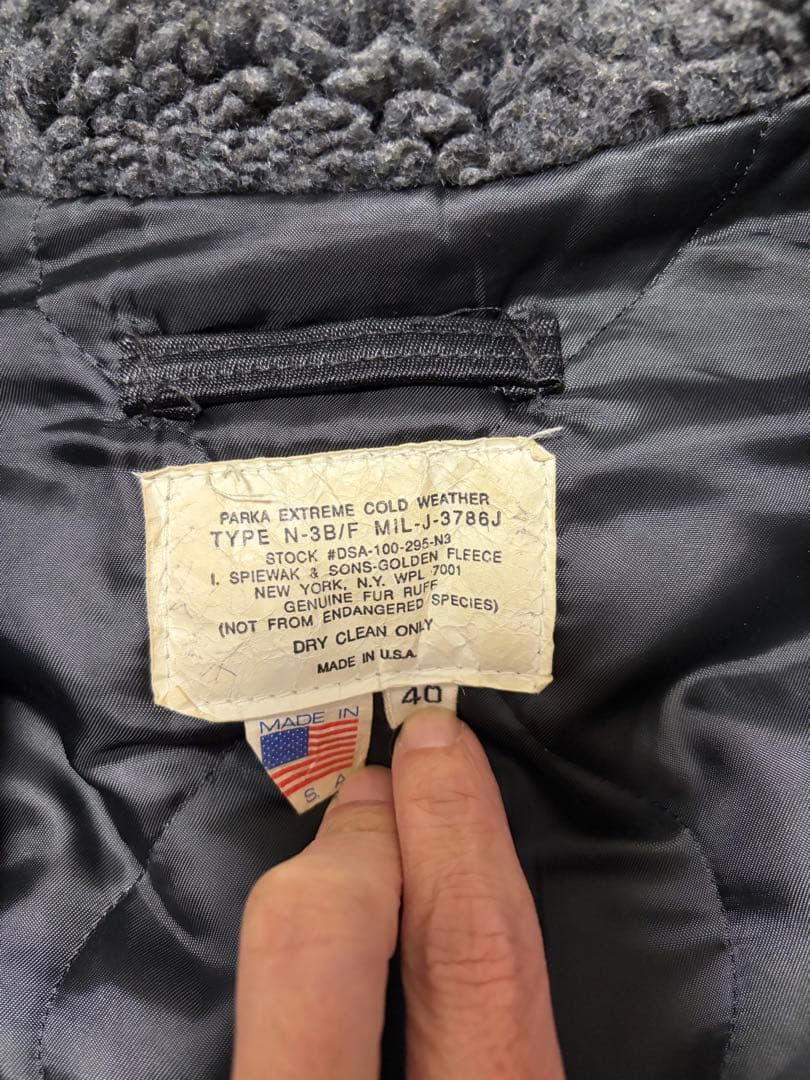 PARKA EXTREME COLD WEATHER
TYPE N-3B/F MIL-J-3786J
STOCK #DSA-100-295-N3
I. SPIEWAK & SONS-GOLDEN FLEECE
NEW YORK, N.Y. WPL 7001
GENUINE FUR RUFF
(NOT FROM ENDANGERED SPECIES)
DRY CLEAN ONLY
MADE IN U.S.A.
40
MADE IN
S. A